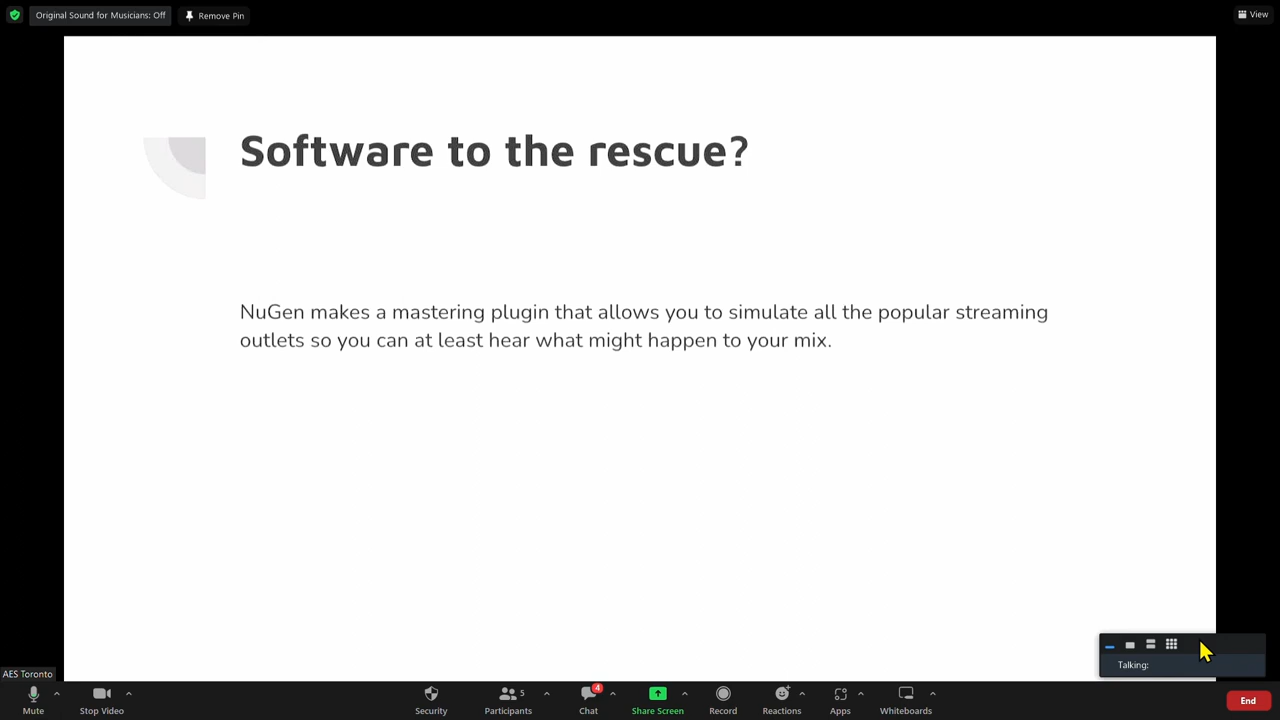 Original Sound for Musicians: Off
Remove Pin
View
Software to the rescue?
NuGen makes a mastering plugin that allows you to simulate all the popular streaming
outlets so you can at least hear what might happen to your mix.
Talking:
AES Toronto
Mute
Stop Video
Security
Participants
5
Chat
4
Share Screen
Record
Reactions
Apps
Whiteboards
End